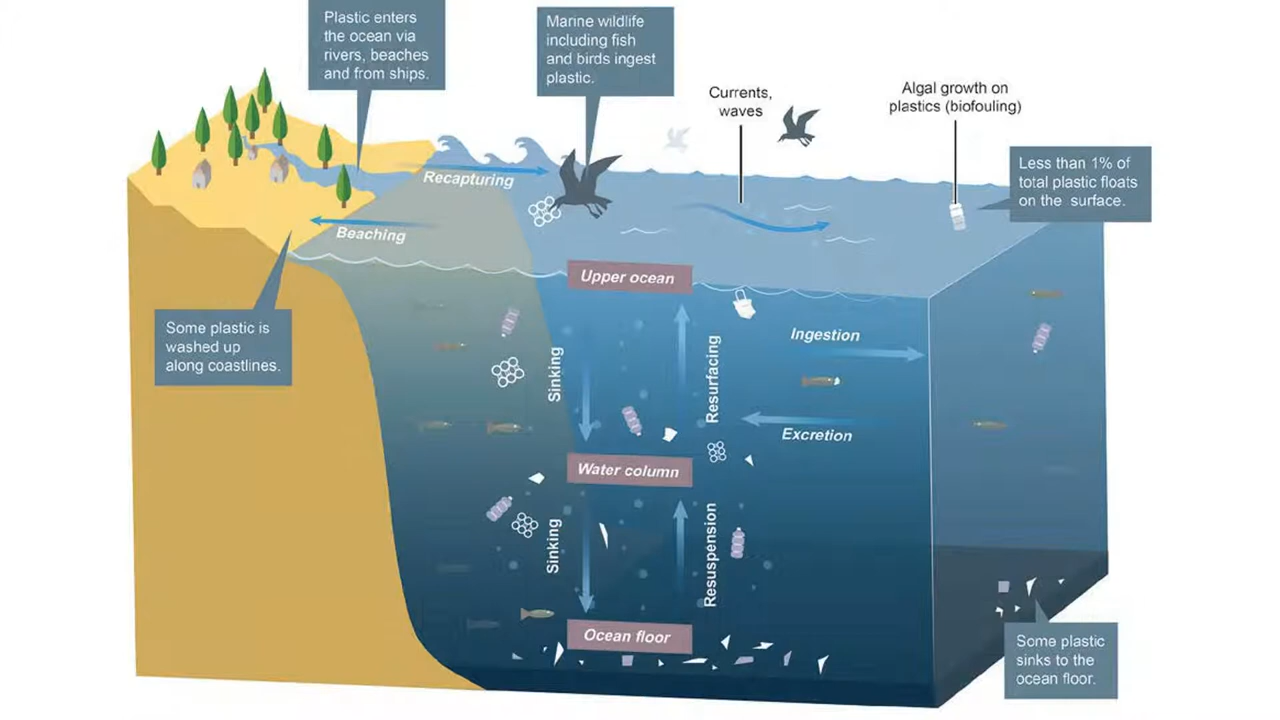 Plastic enters
the ocean via
rivers, beaches
and from ships.
Marine wildlife
including fish
and birds ingest
plastic.
Currents,
waves
Algal growth on
plastics (biofouling)
Less than 1% of
total plastic floats
on the surface.
Recapturing
Beaching
Upper ocean
Some plastic is
washed up
along coastlines.
Sinking
Resurfacing
Ingestion
Excretion
Water column
Sinking
Resuspension
Ocean floor
Some plastic
sinks to the
ocean floor.